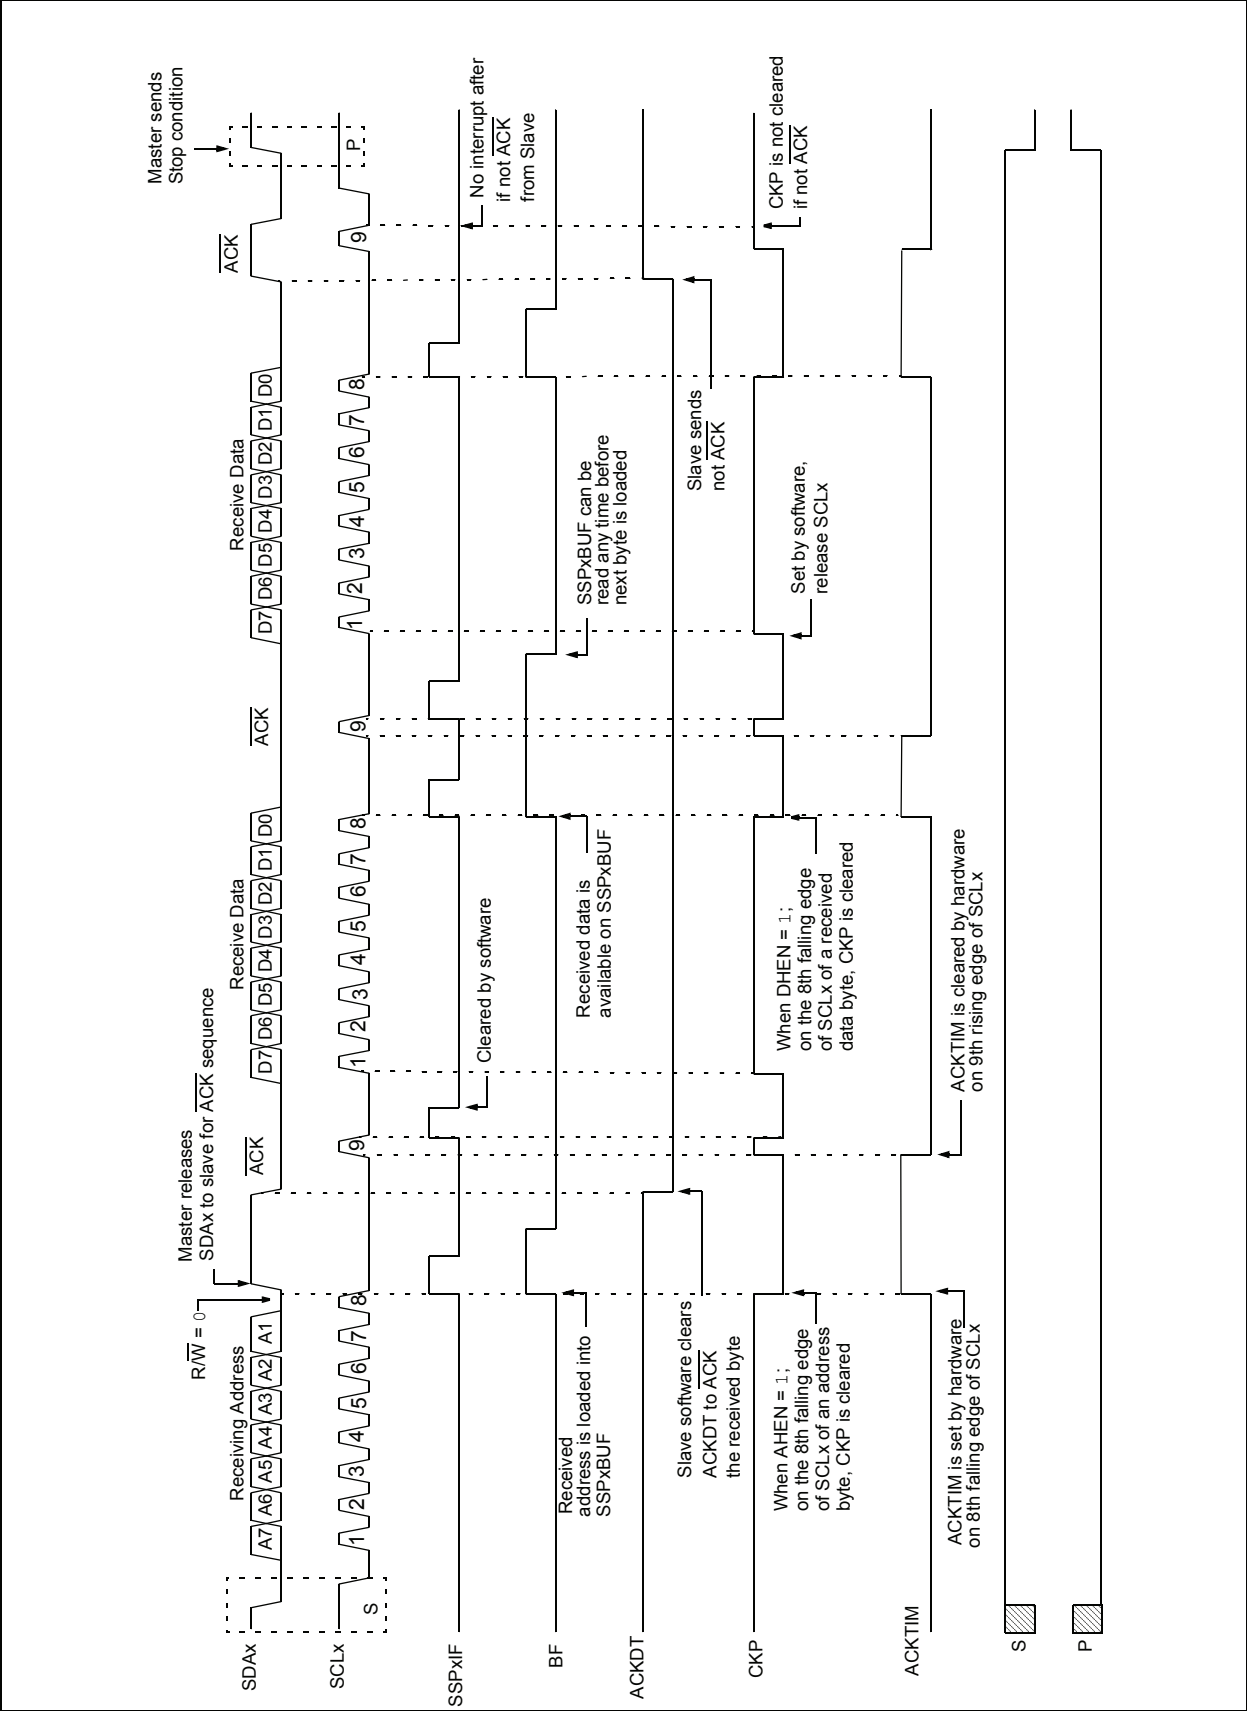 Master sends
Stop condition
Master releases
SDAx to slave for ACK sequence
R/W = 0
Receiving Address
ACK
Receive Data
ACK
Receive Data
ACK
SDAx
A7 A6 A5 A4 A3 A2 A1
D7 D6 D5 D4 D3 D2 D1 D0
D7 D6 D5 D4 D3 D2 D1 D0
SCLx
S
1 2 3 4 5 6 7 8
9
1 2 3 4 5 6 7 8
9
1 2 3 4 5 6 7 8
9
P
SSPxIF
Cleared by software
No interrupt after
if not ACK
from Slave
BF
Received
address is loaded into
SSPxBUF
Received data is
available on SSPxBUF
SSPxBUF can be
read any time before
next byte is loaded
ACKDT
Slave software clears
ACKDT to ACK
the received byte
Slave sends
not ACK
CKP
When AHEN = 1;
on the 8th falling edge
of SCLx of an address
byte, CKP is cleared
When DHEN = 1;
on the 8th falling edge
of SCLx of a received
data byte, CKP is cleared
Set by software,
release SCLx
CKP is not cleared
if not ACK
ACKTIM
ACKTIM is set by hardware
on 8th falling edge of SCLx
ACKTIM is cleared by hardware
on 9th rising edge of SCLx
S
P